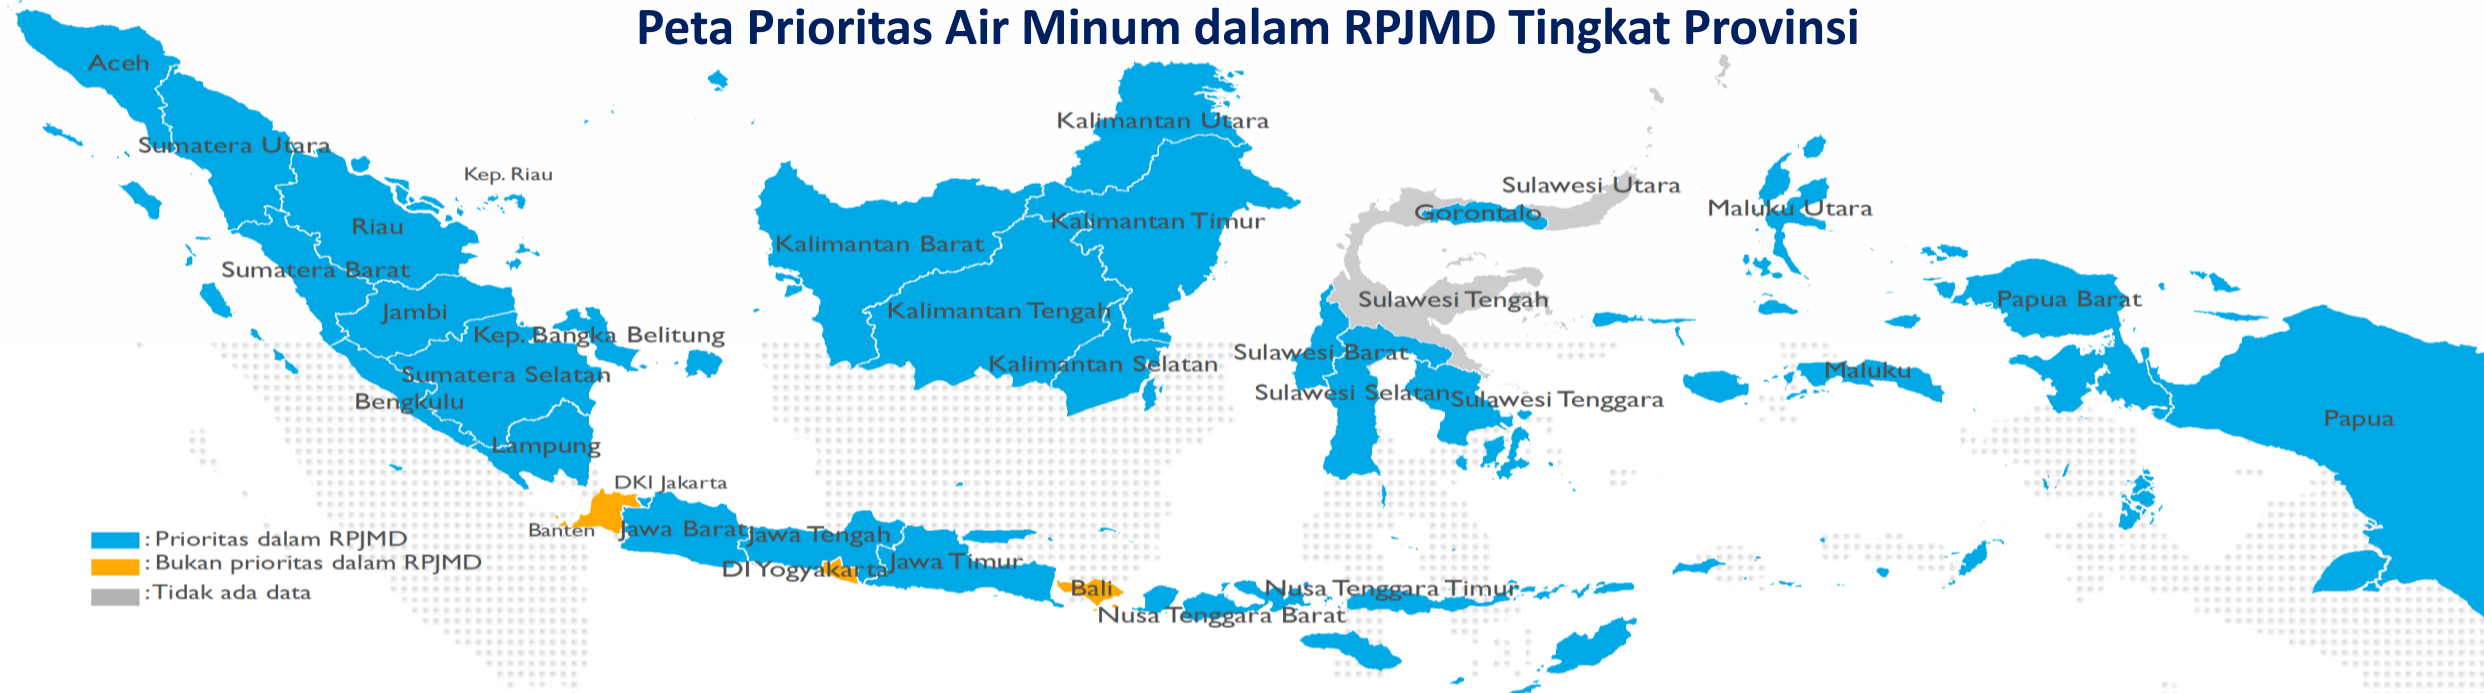 Peta Prioritas Air Minum dalam RPJMD Tingkat Provinsi
Aceh
Sumatera Utara
Kep. Riau
Riau
Sumatera Barat
Jambi
Kep. Bangka Belitung
Sumatera Selatan
Bengkulu
Lampung
Kalimantan Utara
Kalimantan Timur
Kalimantan Barat
Kalimantan Tengah
Kalimantan Selatan
Sulawesi Utara
Gorontalo
Sulawesi Tengah
Sulawesi Barat
Sulawesi Selatan
Sulawesi Tenggara
Maluku Utara
Papua Barat
Maluku
Papua
DKI Jakarta
Banten
Jawa Barat
Jawa Tengah
DI Yogyakarta
Jawa Timur
Bali
Nusa Tenggara Timur
Nusa Tenggara Barat
: Prioritas dalam RPJMD
: Bukan prioritas dalam RPJMD
: Tidak ada data